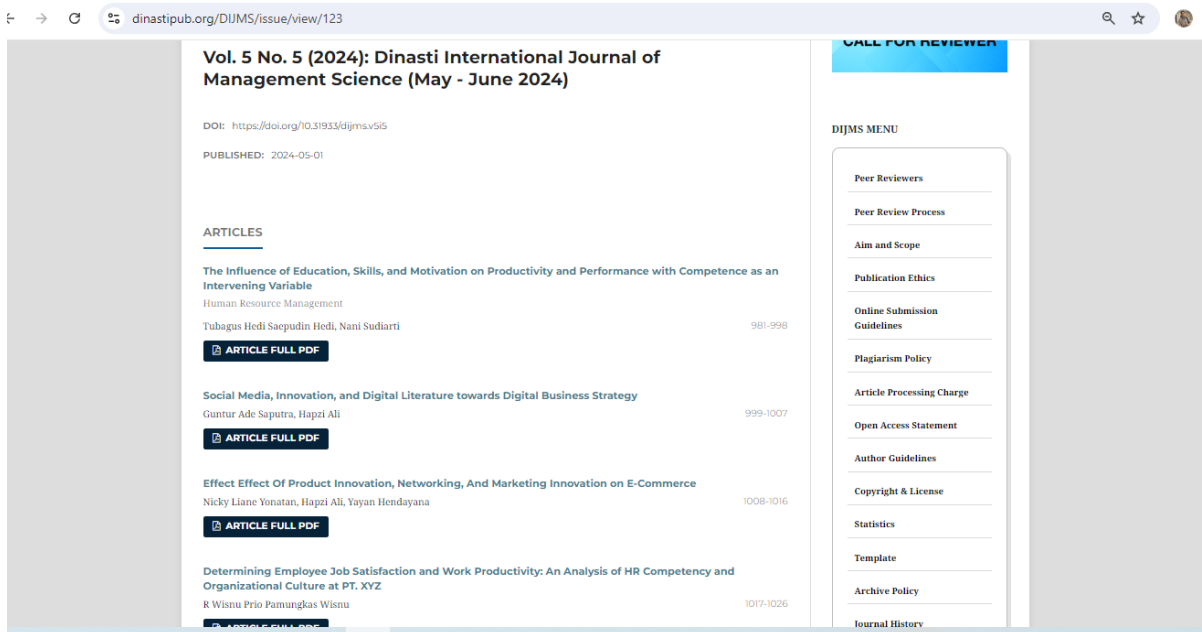 dinastipub.org/DIJMS/issue/view/123
Vol. 5 No. 5 (2024): Dinasti International Journal of
Management Science (May - June 2024)
DOI: https://doi.org/10.31933/dijms.v5i5
PUBLISHED: 2024-05-01
ARTICLES
The Influence of Education, Skills, and Motivation on Productivity and Performance with Competence as an
Intervening Variable
Human Resource Management
Tubagus Hedi Saepudin Hedi, Nani Sudiarti
981-998
ARTICLE FULL PDF
Social Media, Innovation, and Digital Literature towards Digital Business Strategy
Guntur Ade Saputra, Hapzi Ali
999-1007
ARTICLE FULL PDF
Effect Effect Of Product Innovation, Networking, And Marketing Innovation on E-Commerce
Nicky Liane Yonatan, Hapzi Ali, Yayan Hendayana
1008-1016
ARTICLE FULL PDF
Determining Employee Job Satisfaction and Work Productivity: An Analysis of HR Competency and
Organizational Culture at PT. XYZ
R Wisnu Prio Pamungkas Wisnu
1017-1026
ARTICLE FULL PDF
CALL FOR REVIEWER
DIJMS MENU
Peer Reviewers
Peer Review Process
Aim and Scope
Publication Ethics
Online Submission
Guidelines
Plagiarism Policy
Article Processing Charge
Open Access Statement
Author Guidelines
Copyright & License
Statistics
Template
Archive Policy
Journal History